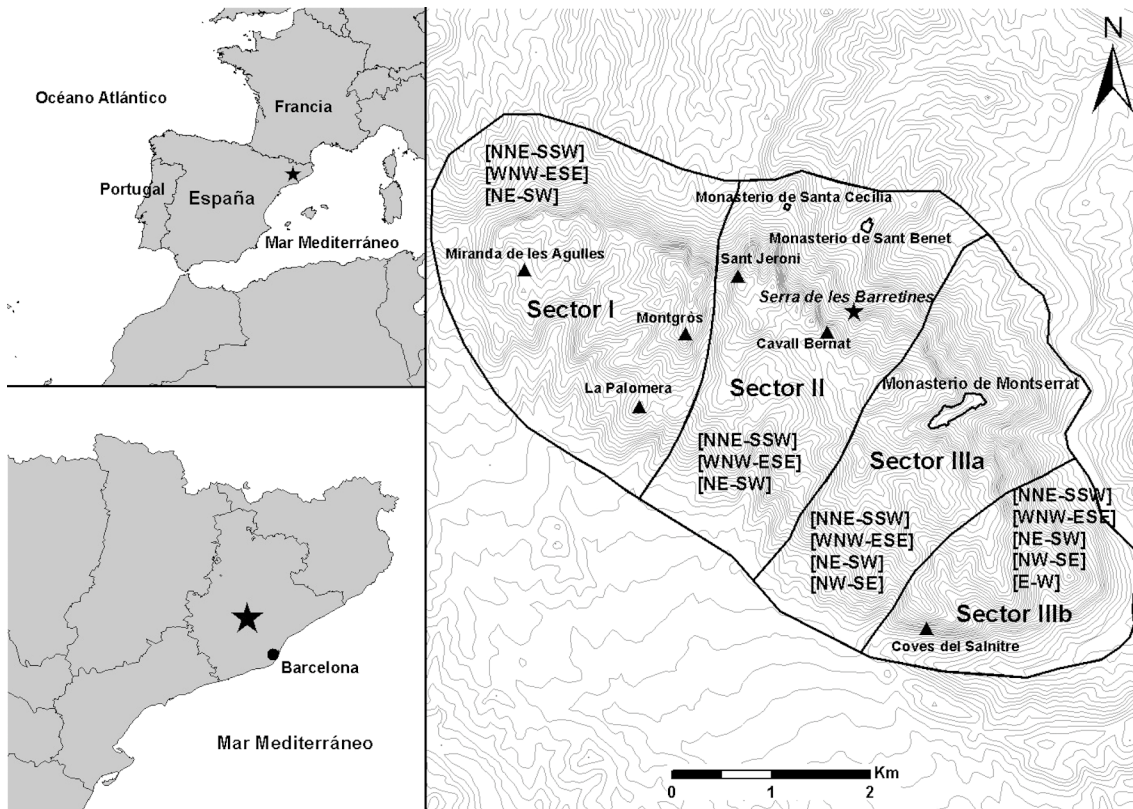 Océano Atlántico
Francia
Portugal
España
Mar Mediterráneo
Barcelona
Mar Mediterráneo
N
[NNE-SSW]
[WNW-ESE]
[NE-SW]
Monasterio de Santa Cecilia
Monasterio de Sant Benet
Miranda de les Agulles
Sant Jeroni
Sector I
Serra de les Barretines
Montgròs
Cavall Bernat
La Palomera
Sector II
Monasterio de Montserrat
[NNE-SSW]
[WNW-ESE]
[NE-SW]
Sector IIIa
[NNE-SSW]
[WNW-ESE]
[NE-SW]
[NW-SE]
[NNE-SSW]
[WNW-ESE]
[NE-SW]
[NW-SE]
[E-W]
Sector IIIb
Coves del Salnitre
Km
0 1 2